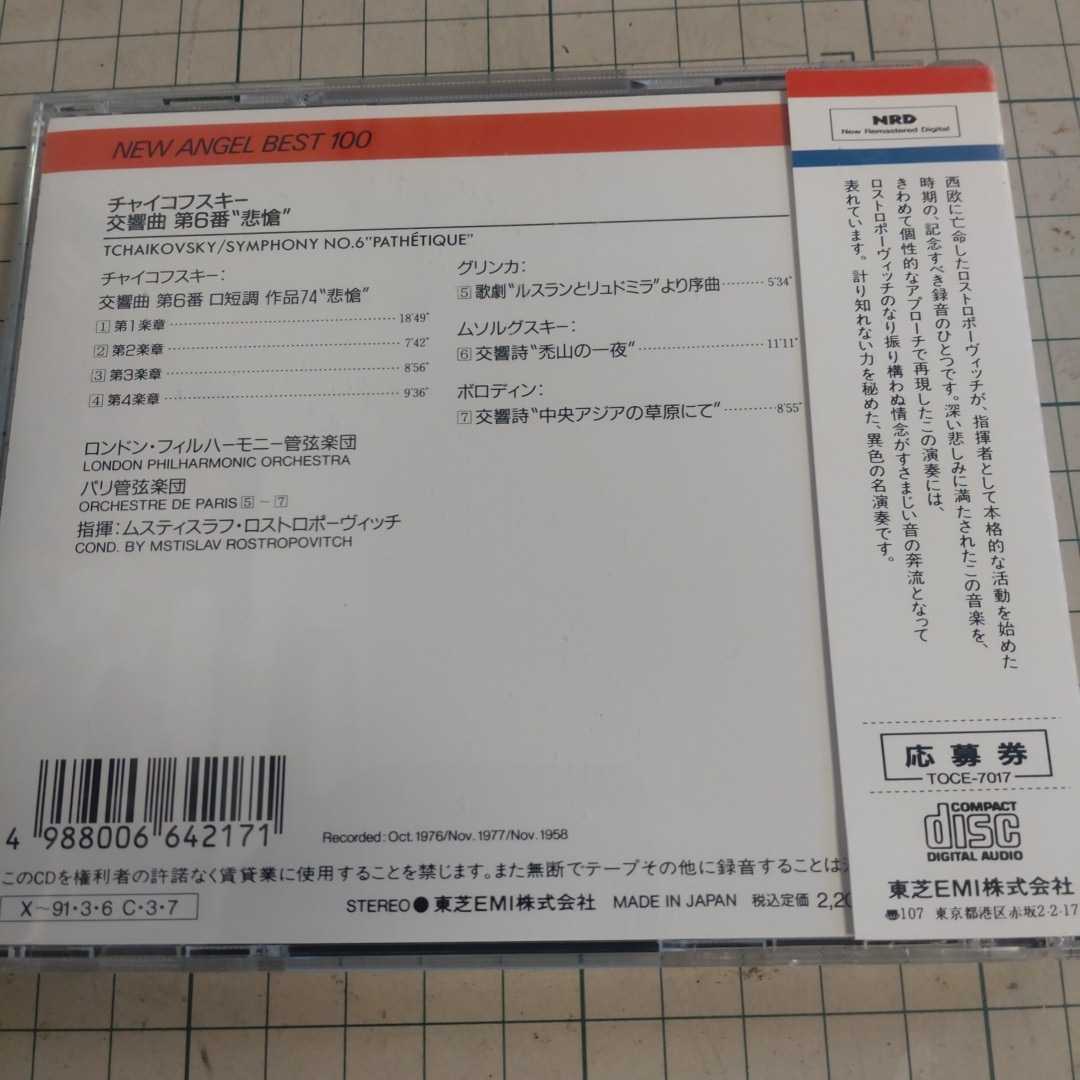 NEW ANGEL BEST 100
チャイコフスキー
交響曲 第6番“悲愴”
TCHAIKOVSKY/SYMPHONY NO.6"PATHÉTIQUE"
チャイコフスキー:
交響曲 第6番 ロ短調 作品74“悲愴”
1 第1楽章 18'49"
2 第2楽章 7'42"
3 第3楽章 8'56"
4 第4楽章 9'36"
ロンドン・フィルハーモニー管弦楽団
LONDON PHILHARMONIC ORCHESTRA
パリ管弦楽団
ORCHESTRE DE PARIS 5 – 7
指揮:ムスティスラフ・ロストロポーヴィッチ
COND. BY MSTISLAV ROSTROPOVITCH
グリンカ:
5 歌劇“ルスランとリュドミラ”より序曲 5'34"
ムソルグスキー:
6 交響詩“禿山の一夜” 11'11"
ボロディン:
7 交響詩“中央アジアの草原にて” 8'55"
4 988006 642171
Recorded: Oct. 1976/Nov. 1977/Nov. 1958
このCDを権利者の許諾なく賃貸業に使用することを禁じます。また無断でテープその他に録音することは
X〜91・3・6 C・3・7
STEREO ● 東芝EMI株式会社 MADE IN JAPAN 税込定価 2,20
NRD
New Remastered Digital
西欧に亡命したロストロポーヴィッチが、指揮者として本格的な活動を始めた
時期の、記念すべき録音のひとつです。深い悲しみに満たされたこの音楽を、
きわめて個性的なアプローチで再現したこの演奏には、
ロストロポーヴィッチのなり振り構わぬ情念がすさまじい音の奔流となって
表れています。計り知れない力を秘めた、異色の名演奏です。
応募券
TOCE-7017
COMPACT
disc
DIGITAL AUDIO
東芝EMI株式会社
107 東京都港区赤坂2-2-17